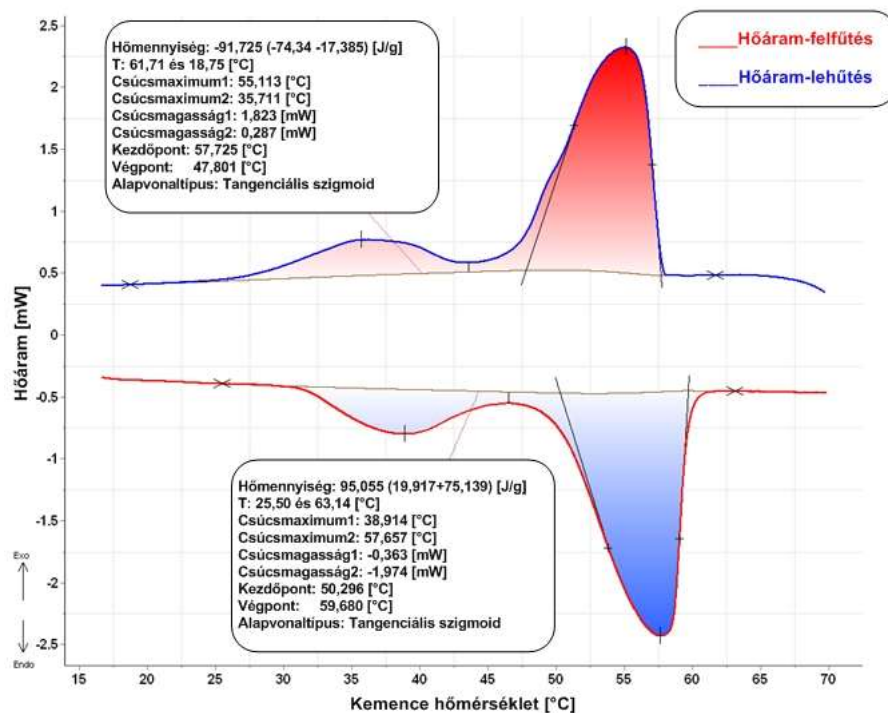 Hőmennyiség: -91,725 (-74,34 -17,385) [J/g]
T: 61,71 és 18,75 [°C]
Csúcsmaximum1: 55,113 [°C]
Csúcsmaximum2: 35,711 [°C]
Csúcsmagasság1: 1,823 [mW]
Csúcsmagasság2: 0,287 [mW]
Kezdőpont: 57,725 [°C]
Végpont: 47,801 [°C]
Alapvonaltípus: Tangenciális szigmoid
Hőáram-felfűtés
Hőáram-lehűtés
2.5
2
1.5
1
0.5
0
-0.5
-1
-1.5
-2
-2.5
Hőáram [mW]
Exo
Endo
Hőmennyiség: 95,055 (19,917+75,139) [J/g]
T: 25,50 és 63,14 [°C]
Csúcsmaximum1: 38,914 [°C]
Csúcsmaximum2: 57,657 [°C]
Csúcsmagasság1: -0,363 [mW]
Csúcsmagasság2: -1,974 [mW]
Kezdőpont: 50,296 [°C]
Végpont: 59,680 [°C]
Alapvonaltípus: Tangenciális szigmoid
15 20 25 30 35 40 45 50 55 60 65 70
Kemence hőmérséklet [°C]